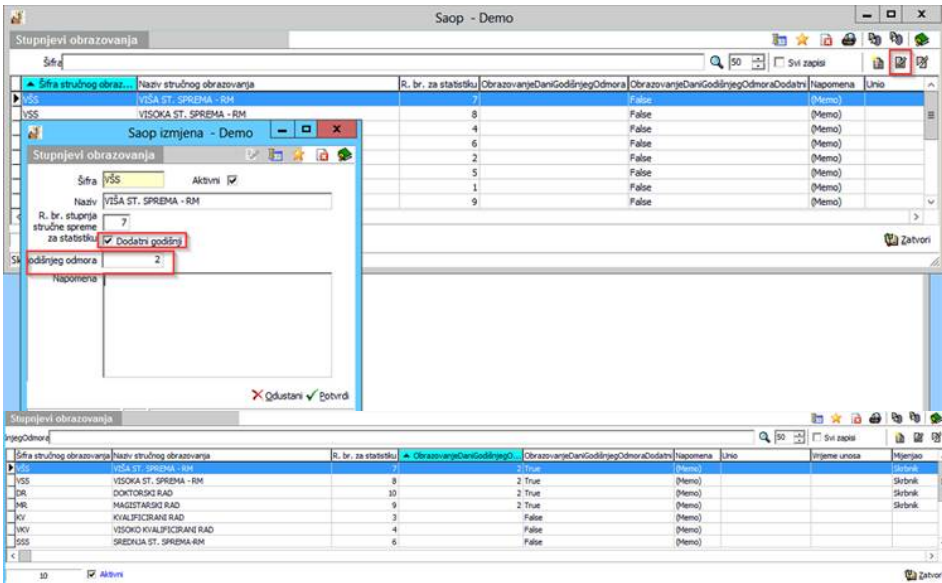 Saop - Demo
Stupnjevi obrazovanja
Šifra
50
Svi zapisi
Šifra stručnog obraz... Naziv stručnog obrazovanja R. br. za statistiku ObrazovanjeDaniGodišnjegOdmora ObrazovanjeDaniGodišnjegOdmoraDodatni Napomena Unio
VŠS VIŠA ST. SPREMA - RM 7 False (Memo)
VSS VISOKA ST. SPREMA - RM 8 False (Memo)
4 False (Memo)
6 False (Memo)
2 False (Memo)
5 False (Memo)
1 False (Memo)
9 False (Memo)
Zatvori
Saop izmjena - Demo
Stupnjevi obrazovanja
Šifra VŠS Aktivni
Naziv VIŠA ST. SPREMA - RM
R. br. stupnja
stručne spreme
za statistiku
7
Dodatni godišnji
Sk
odišnjeg odmora 2
Napomena
Odustani Potvrdi
Stupnjevi obrazovanja
njegOdmora
50
Svi zapisi
Šifra stručnog obrazovanja Naziv stručnog obrazovanja R. br. za statistiku ObrazovanjeDaniGodišnjegO... ObrazovanjeDaniGodišnjegOdmoraDodatni Napomena Unio Vrijeme unosa Mijenjao
VŠS VIŠA ST. SPREMA - RM 7 2 True (Memo) Skrbnik
VSS VISOKA ST. SPREMA - RM 8 2 True (Memo) Skrbnik
DR DOKTORSKI RAD 10 2 True (Memo) Skrbnik
MR MAGISTARSKI RAD 9 2 True (Memo) Skrbnik
KV KVALIFICIRANI RAD 3 False (Memo)
VKV VISOKO KVALIFICIRANI RAD 4 False (Memo)
SSS SREDNJA ST. SPREMA-RM 6 False (Memo)
10 Aktivni
Zatvor